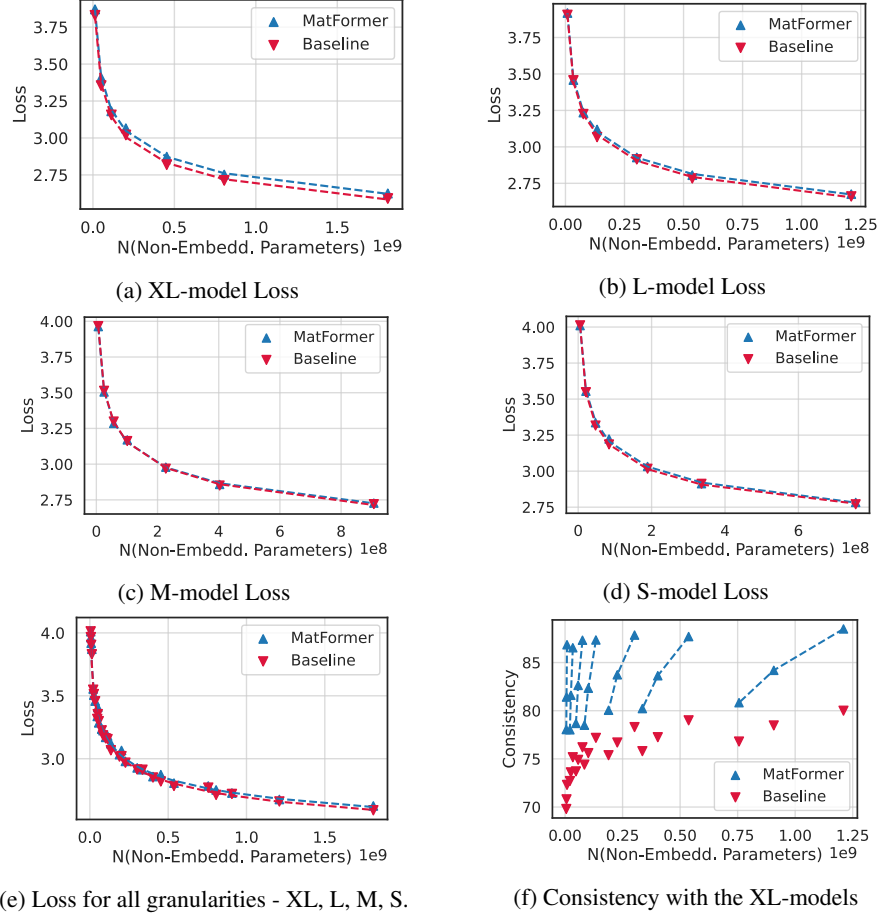 MatFormer
Baseline
Loss
3.75
3.50
3.25
3.00
2.75
0.0 0.5 1.0 1.5
N(Non-Embedd. Parameters) 1e9
(a) XL-model Loss
MatFormer
Baseline
Loss
3.75
3.50
3.25
3.00
2.75
0.00 0.25 0.50 0.75 1.00 1.25
N(Non-Embedd. Parameters) 1e9
(b) L-model Loss
MatFormer
Baseline
Loss
4.00
3.75
3.50
3.25
3.00
2.75
0 2 4 6 8
N(Non-Embedd. Parameters) 1e8
(c) M-model Loss
MatFormer
Baseline
Loss
4.00
3.75
3.50
3.25
3.00
2.75
0 2 4 6
N(Non-Embedd. Parameters) 1e8
(d) S-model Loss
MatFormer
Baseline
Loss
4.0
3.5
3.0
0.0 0.5 1.0 1.5
N(Non-Embedd. Parameters) 1e9
(e) Loss for all granularities - XL, L, M, S.
Consistency
85
80
75
70
MatFormer
Baseline
0.00 0.25 0.50 0.75 1.00 1.25
N(Non-Embedd. Parameters) 1e9
(f) Consistency with the XL-models